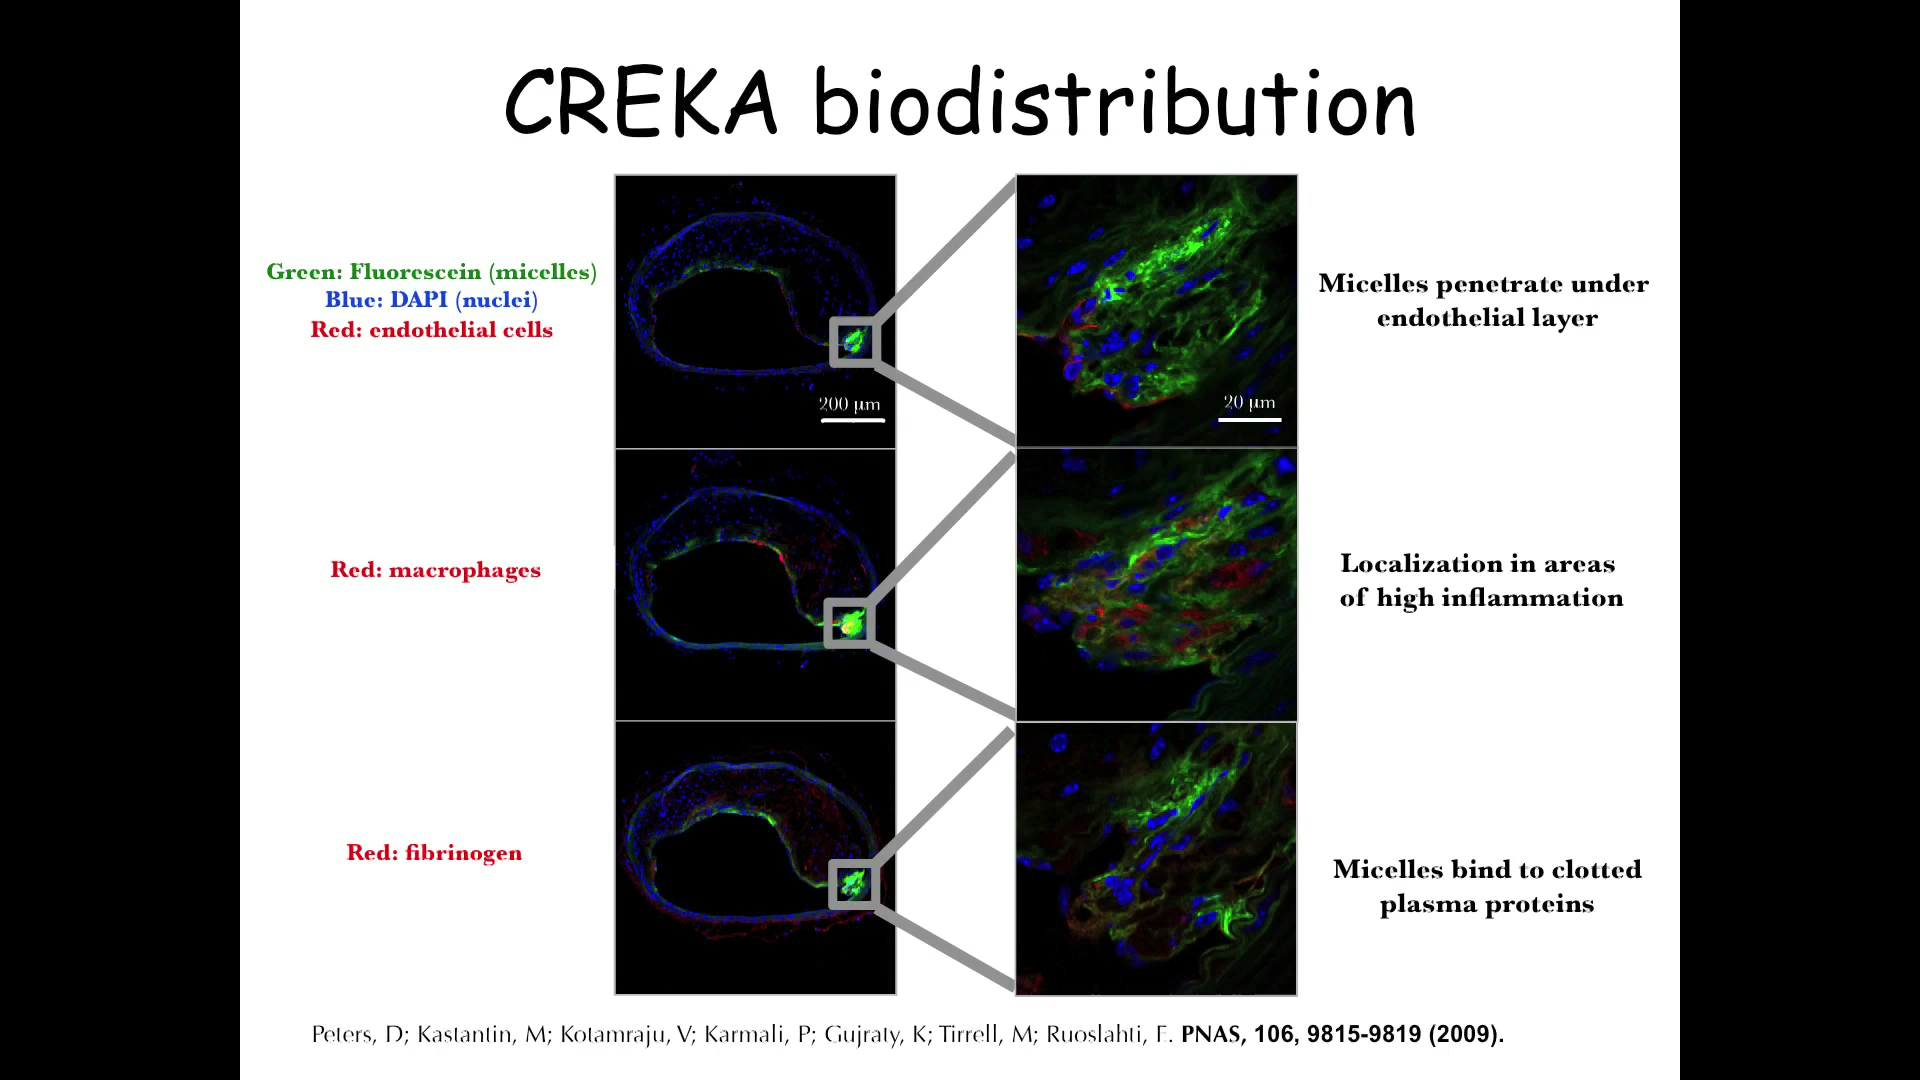 CREKA biodistribution
Green: Fluorescein (micelles)
Blue: DAPI (nuclei)
Red: endothelial cells
200 µm
20 µm
Micelles penetrate under
endothelial layer
Red: macrophages
Localization in areas
of high inflammation
Red: fibrinogen
Micelles bind to clotted
plasma proteins
Peters, D; Kastantin, M; Kotamraju, V; Karmali, P; Gujraty, K; Tirrell, M; Ruoslahti, E. PNAS, 106, 9815-9819 (2009).